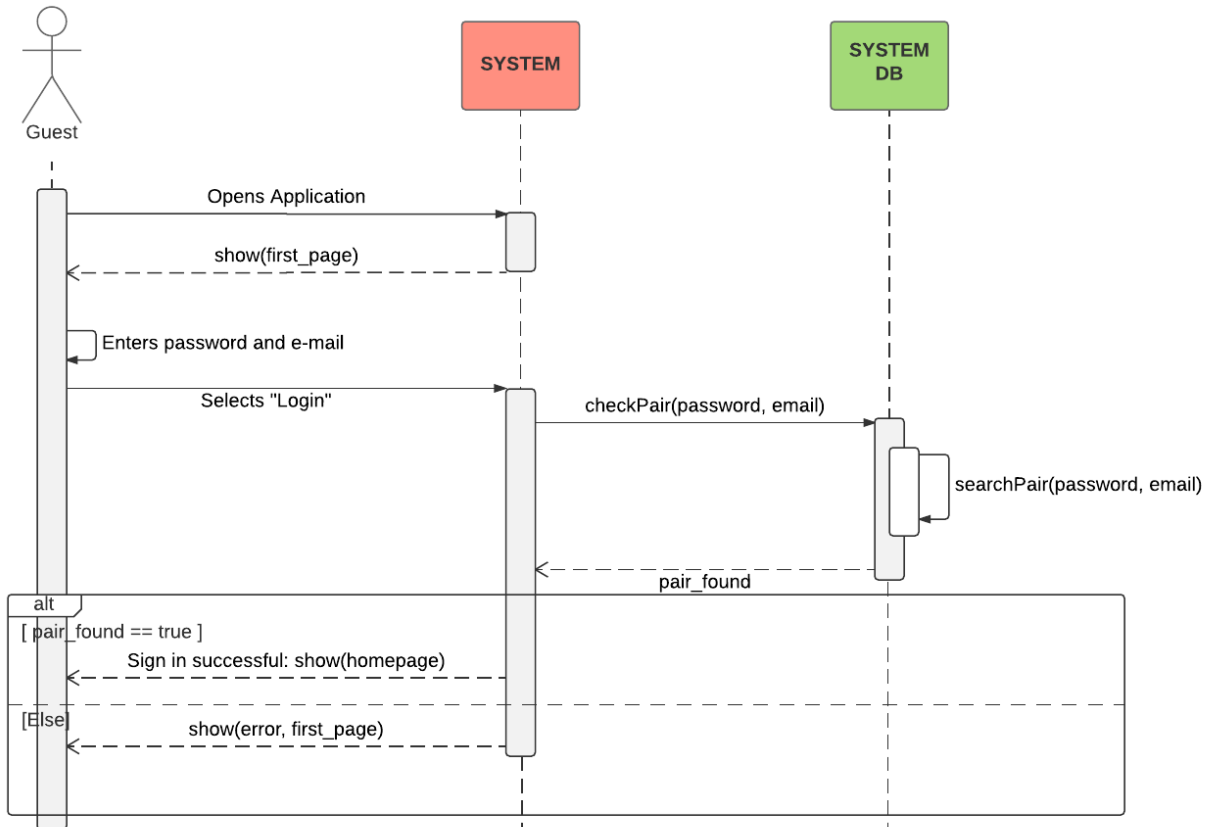 Guest
SYSTEM
SYSTEM
DB
Opens Application
show(first_page)
Enters password and e-mail
Selects "Login"
checkPair(password, email)
searchPair(password, email)
pair_found
alt
[ pair_found == true ]
Sign in successful: show(homepage)
[Else]
show(error, first_page)